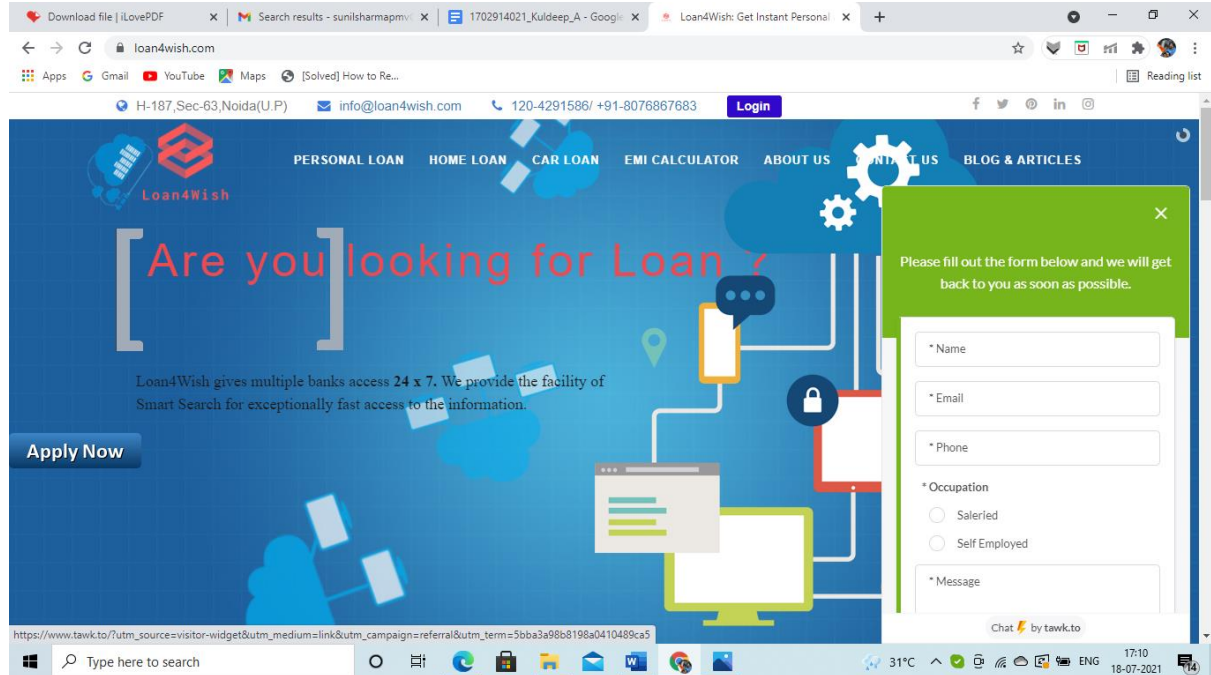 Download file | iLovePDF
Search results - sunilsharmapmv
1702914021_Kuldeep_A - Google
Loan4Wish: Get Instant Personal
loan4wish.com
Apps
Gmail
YouTube
Maps
[Solved] How to Re...
Reading list
H-187,Sec-63,Noida(U.P)
info@loan4wish.com
120-4291586/ +91-8076867683
Login
Loan4Wish
PERSONAL LOAN
HOME LOAN
CAR LOAN
EMI CALCULATOR
ABOUT US
CONTACT US
BLOG & ARTICLES
[Are you] looking for Loan ?
Loan4Wish gives multiple banks access 24 x 7. We provide the facility of
Smart Search for exceptionally fast access to the information.
Apply Now
Please fill out the form below and we will get
back to you as soon as possible.
* Name
* Email
* Phone
* Occupation
Saleried
Self Employed
* Message
Chat by tawk.to
https://www.tawk.to/?utm_source=visitor-widget&utm_medium=link&utm_campaign=referral&utm_term=5bba3a98b8198a0410489ca5
Type here to search
31°C
ENG
17:10
18-07-2021
14